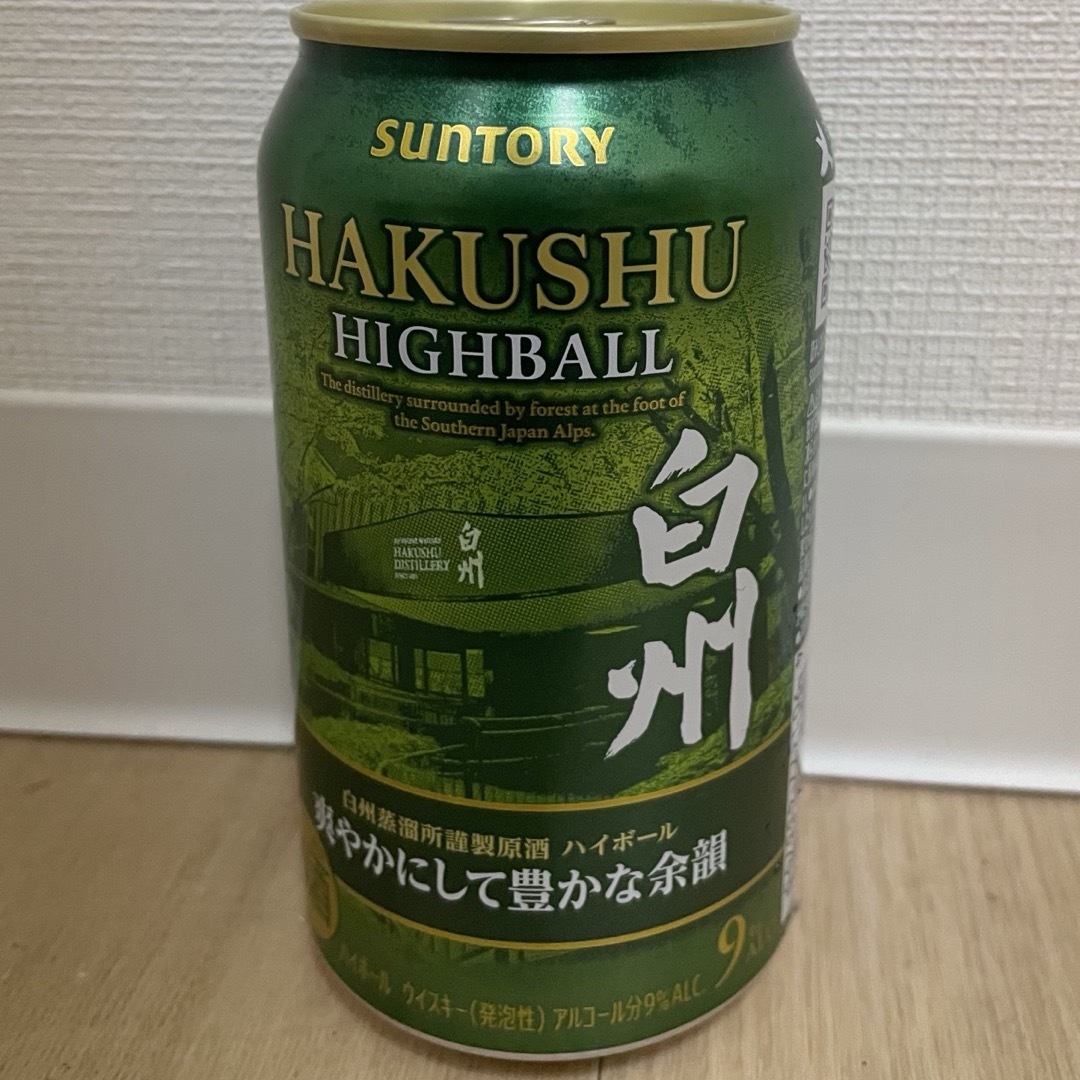 SUNTORY
HAKUSHU
HIGHBALL
The distillery surrounded by forest at the foot of
the Southern Japan Alps.
白州
HAKUSHU
DISTILLERY
白州
白州蒸溜所謹製原酒 ハイボール
爽やかにして豊かな余韻
ハイボール ウイスキー(発泡性) アルコール分9%ALC.
9%